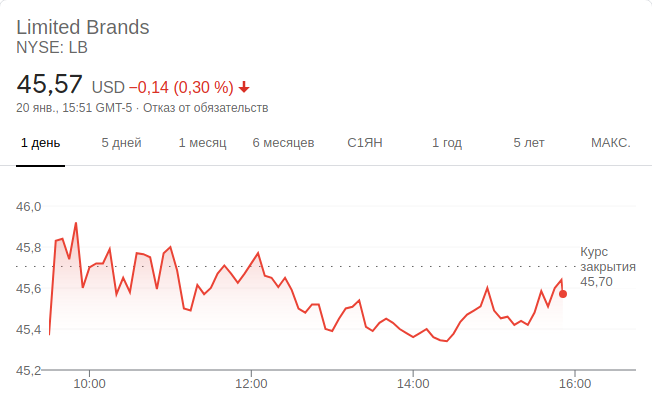 Limited Brands
NYSE: LB
45,57 USD −0,14 (0,30 %)
20 янв., 15:51 GMT-5 · Отказ от обязательств
1 день 5 дней 1 месяц 6 месяцев С1ЯН 1 год 5 лет МАКС.
46,0
45,8
Курс
закрытия
45,70
45,6
45,4
45,2
10:00 12:00 14:00 16:00